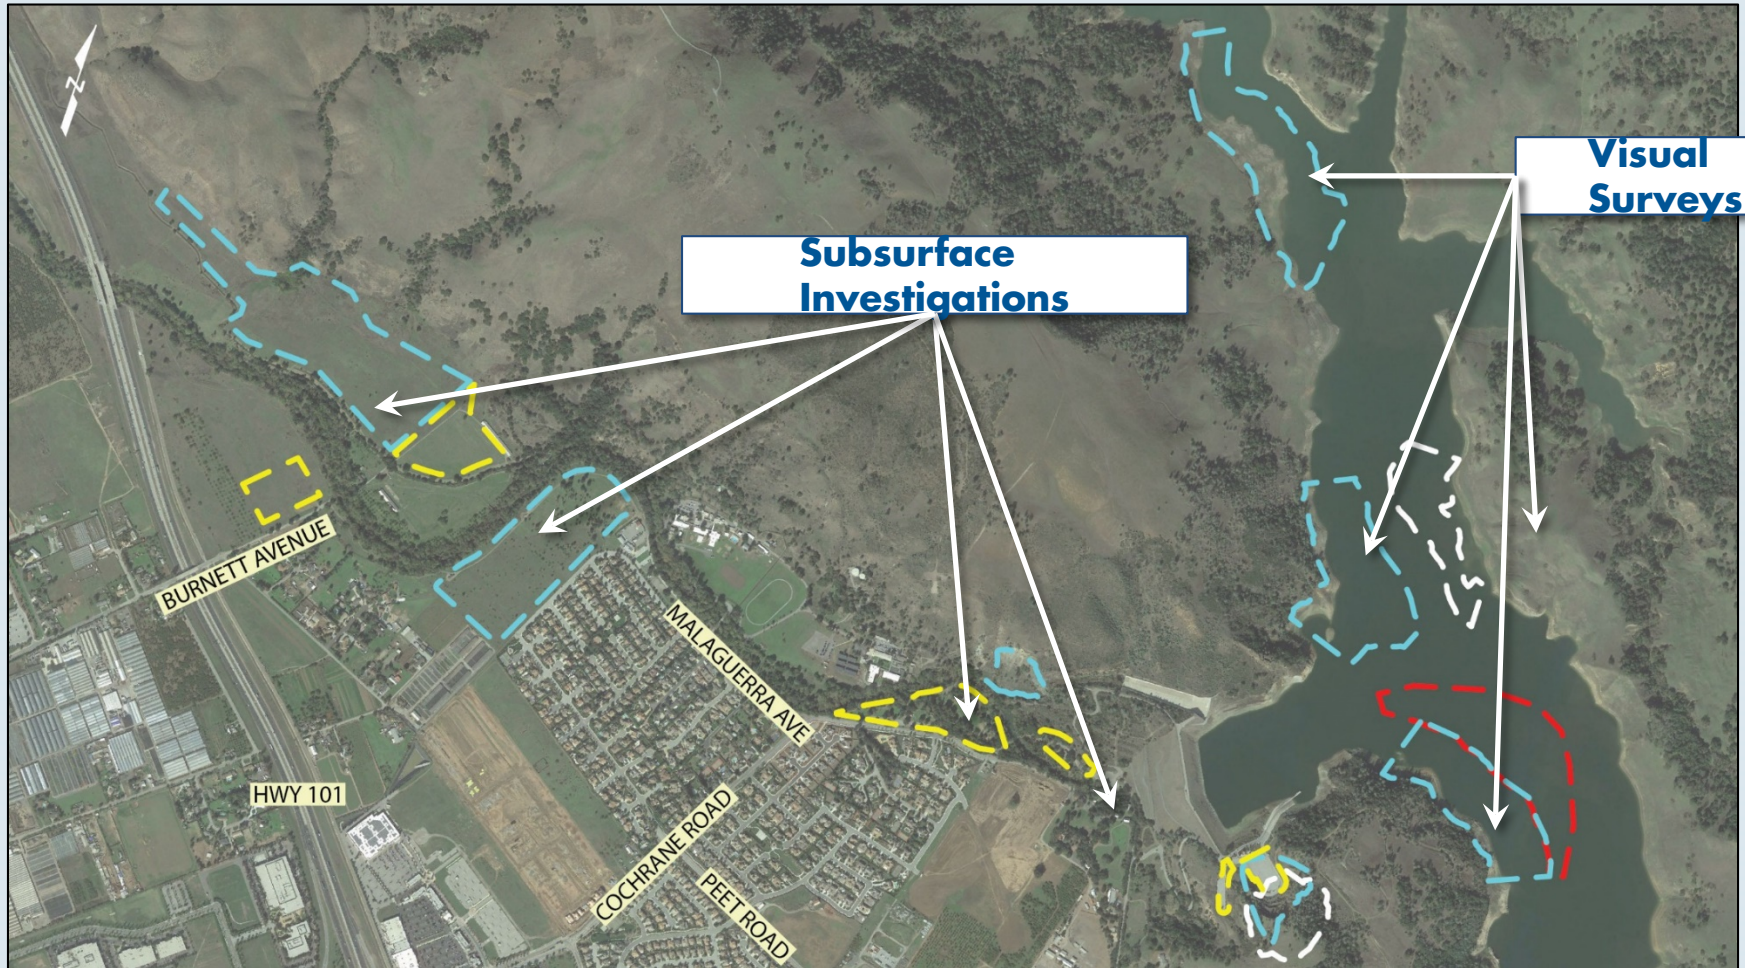 Visual
Surveys
Subsurface
Investigations
BURNETT AVENUE
MALAGUERRA AVE
HWY 101
COCHRANE ROAD
PEET ROAD